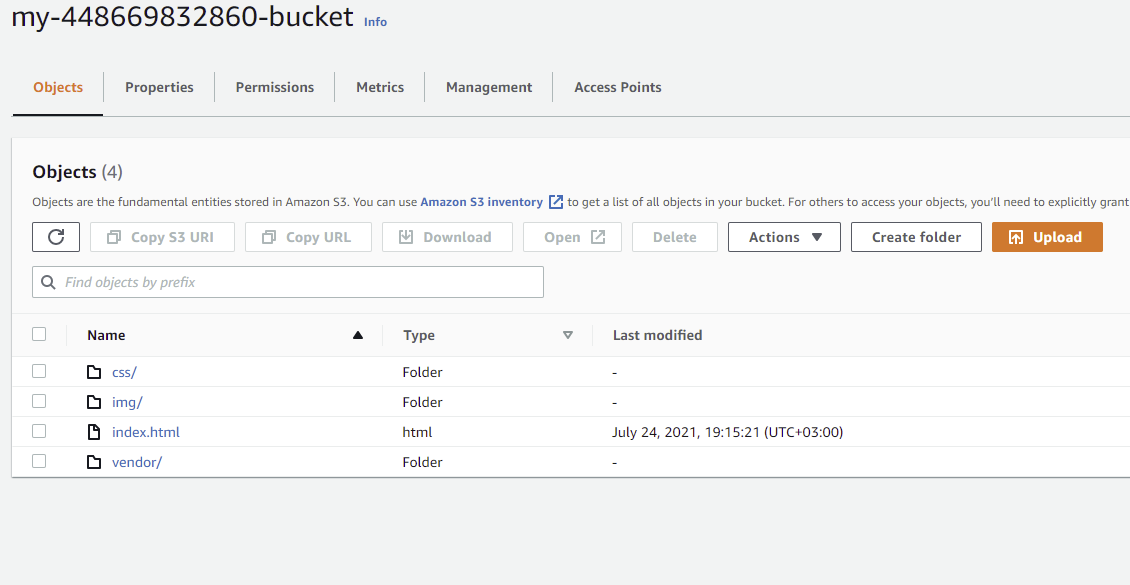 my-448669832860-bucket Info
Objects Properties Permissions Metrics Management Access Points
Objects (4)
Objects are the fundamental entities stored in Amazon S3. You can use Amazon S3 inventory to get a list of all objects in your bucket. For others to access your objects, you'll need to explicitly grant
Copy S3 URI Copy URL Download Open Delete Actions Create folder Upload
Find objects by prefix
Name Type Last modified
css/ Folder -
img/ Folder -
index.html html July 24, 2021, 19:15:21 (UTC+03:00)
vendor/ Folder -